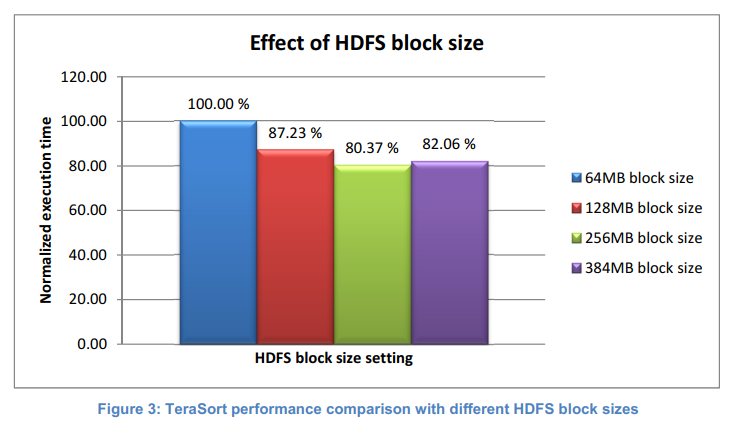 Effect of HDFS block size
120.00
100.00
80.00
60.00
40.00
20.00
0.00
Normalized execution time
100.00 %
87.23 %
80.37 %
82.06 %
HDFS block size setting
64MB block size
128MB block size
256MB block size
384MB block size
Figure 3: TeraSort performance comparison with different HDFS block sizes